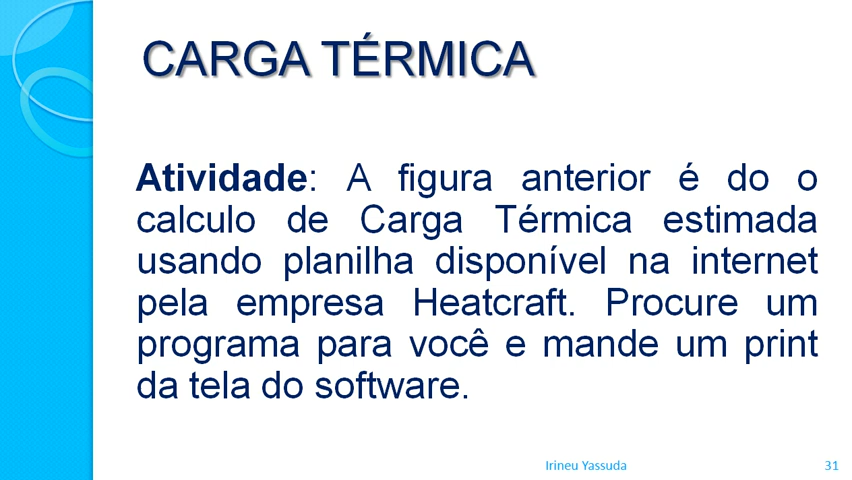 CARGA TÉRMICA
Atividade: A figura anterior é do o
calculo de Carga Térmica estimada
usando planilha disponível na internet
pela empresa Heatcraft. Procure um
programa para você e mande um print
da tela do software.
Irineu Yassuda 31